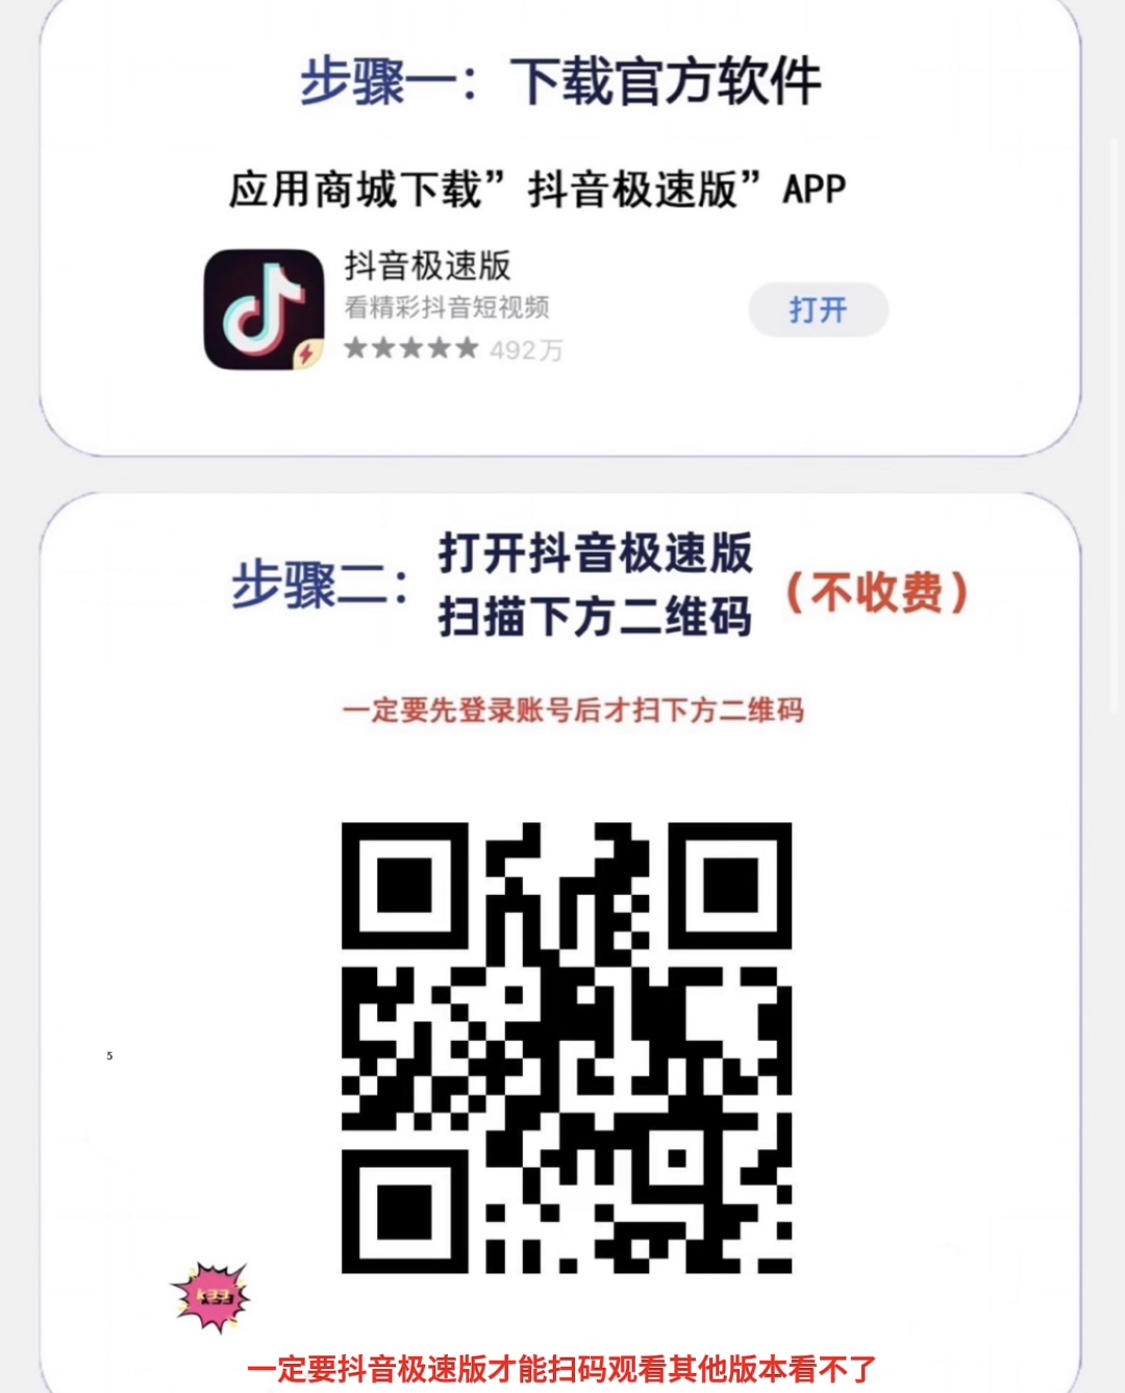 步骤一：下载官方软件
应用商城下载”抖音极速版”APP
抖音极速版
看精彩抖音短视频
★★★★★ 492万
打开
步骤二：
打开抖音极速版
扫描下方二维码
（不收费）
一定要先登录账号后才扫下方二维码
5
k33
一定要抖音极速版才能扫码观看其他版本看不了